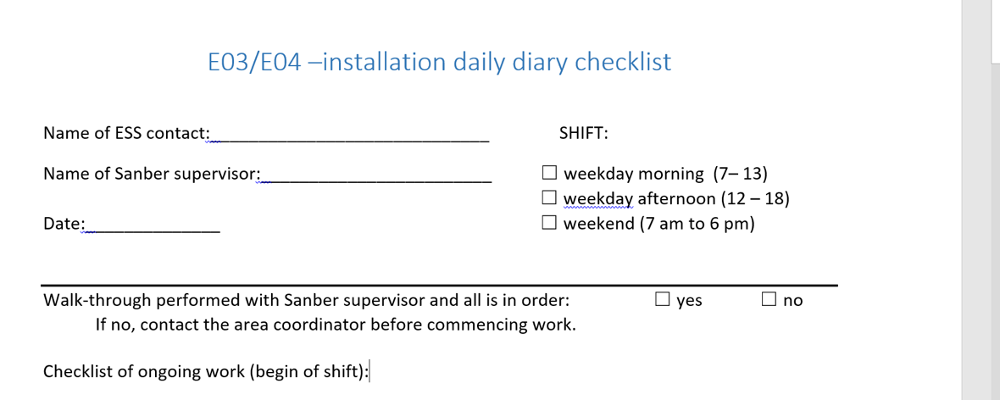 E03/E04 –installation daily diary checklist
Name of ESS contact:_____________________________
SHIFT:
Name of Sanber supervisor:________________________
☐ weekday morning  (7– 13)
☐ weekday afternoon (12 – 18)
Date:______________
☐ weekend (7 am to 6 pm)
Walk-through performed with Sanber supervisor and all is in order: ☐ yes ☐ no
If no, contact the area coordinator before commencing work.
Checklist of ongoing work (begin of shift):